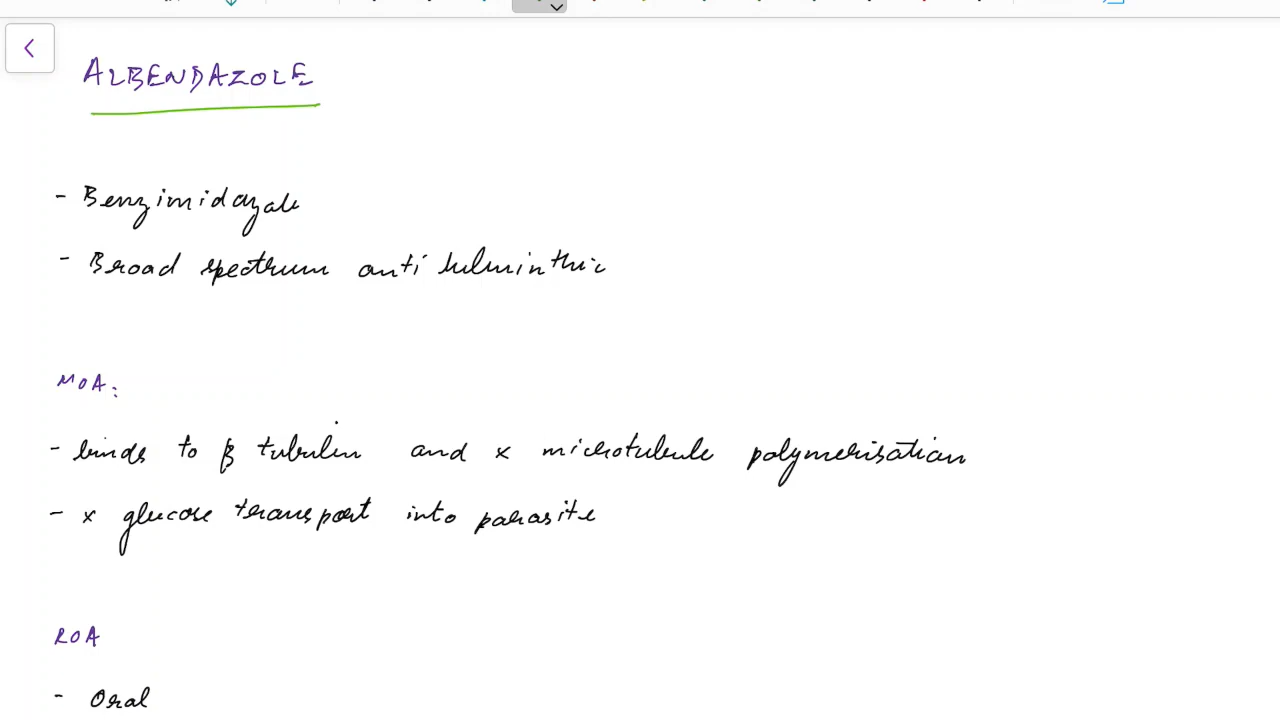 ALBENDAZOLE
- Benzimidazole
- Broad spectrum anti helminthic
MOA:
- binds to β tubulin and x microtubule polymerisation
- x glucose transport into parasite
ROA
- Oral